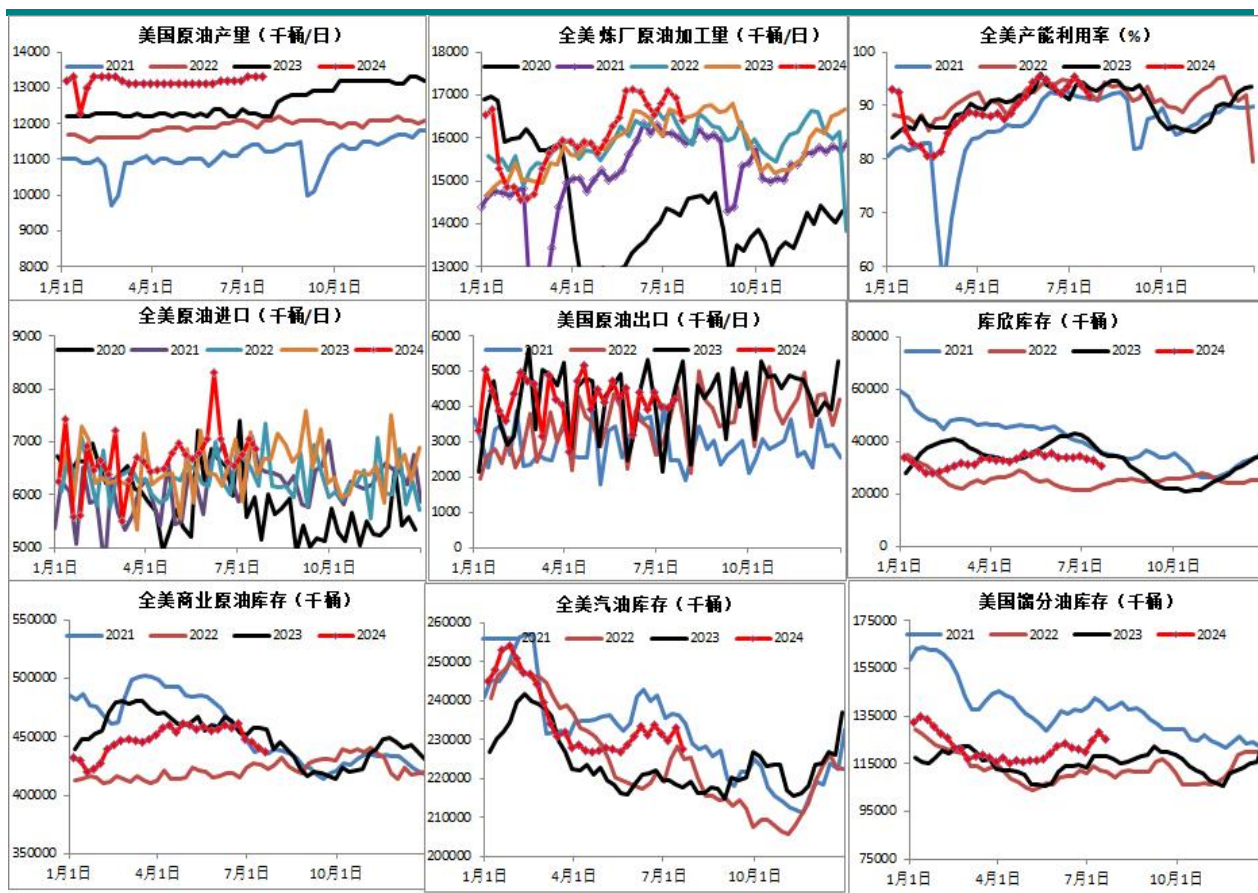 美国原油产量（千桶/日）
2021 2022 2023 2024
14000
13000
12000
11000
10000
9000
8000
1月1日 4月1日 7月1日 10月1日
全美炼厂原油加工量（千桶/日）
2020 2021 2022 2023 2024
18000
17000
16000
15000
14000
13000
1月1日 4月1日 7月1日 10月1日
全美产能利用率（%）
2021 2022 2023 2024
100
90
80
70
60
1月1日 4月1日 7月1日 10月1日
全美原油进口（千桶/日）
2020 2021 2022 2023 2024
9000
8000
7000
6000
5000
1月1日 4月1日 7月1日 10月1日
美国原油出口（千桶/日）
2021 2022 2023 2024
6000
5000
4000
3000
2000
1000
0
1月1日 4月1日 7月1日 10月1日
库欣库存（千桶）
2021 2022 2023 2024
80000
60000
40000
20000
0
1月1日 4月1日 7月1日 10月1日
全美商业原油库存（千桶）
2021 2022 2023 2024
550000
500000
450000
400000
350000
1月1日 4月1日 7月1日 10月1日
全美汽油库存（千桶）
2021 2022 2023 2024
260000
250000
240000
230000
220000
210000
200000
1月1日 4月1日 7月1日 10月1日
美国馏分油库存（千桶）
2021 2022 2023 2024
175000
155000
135000
115000
95000
75000
1月1日 4月1日 7月1日 10月1日